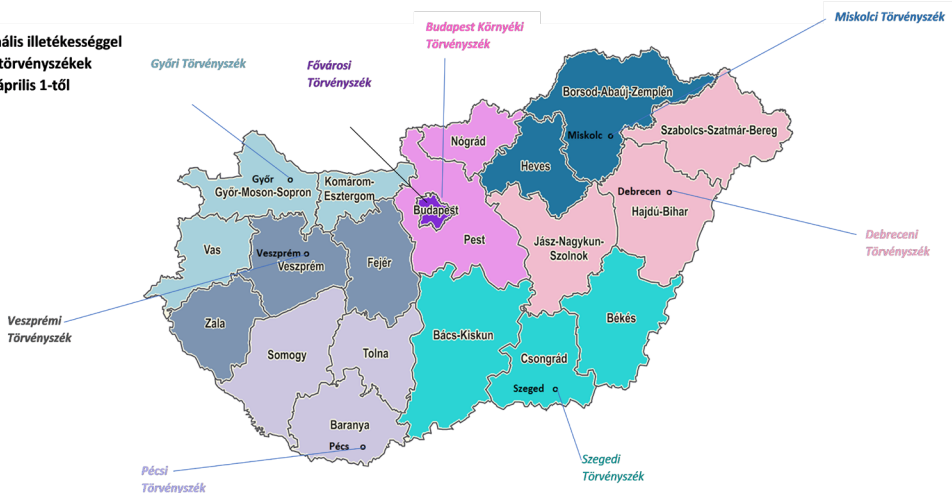 illetékességgel
törvényszékek
április 1-től
Győri Törvényszék
Fővárosi
Törvényszék
Budapest Környéki
Törvényszék
Miskolci Törvényszék
Borsod-Abaúj-Zemplén
Szabolcs-Szatmár-Bereg
Nógrád
Miskolc
Heves
Győr
Győr-Moson-Sopron
Komárom-
Esztergom
Budapest
Debrecen
Hajdú-Bihar
Pest
Jász-Nagykun-
Szolnok
Debreceni
Törvényszék
Vas
Veszprém
Veszprém
Fejér
Veszprémi
Törvényszék
Zala
Somogy
Tolna
Bács-Kiskun
Békés
Csongrád
Szeged
Baranya
Pécs
Pécsi
Törvényszék
Szegedi
Törvényszék